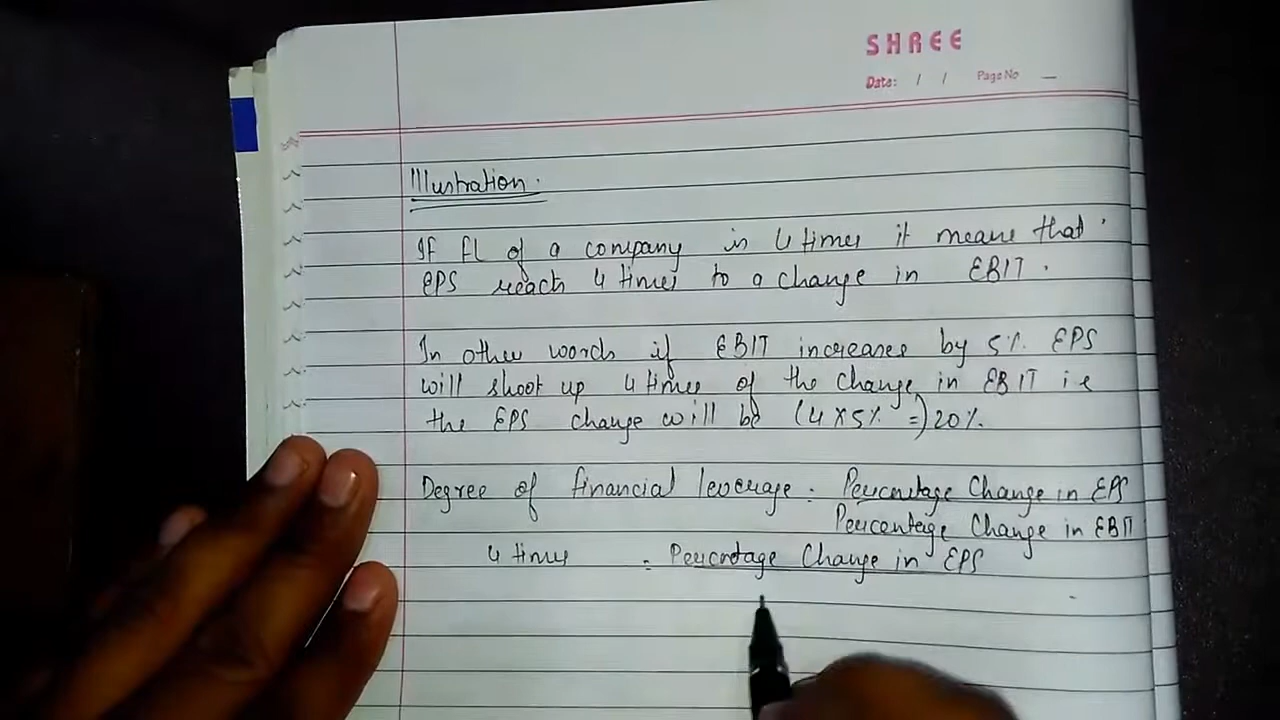 SHREE
Date: / / Page No
Illustration.
If FL of a company is 4 times it means that
EPS reach 4 times to a change in EBIT.
In other words if EBIT increases by 5% EPS
will shoot up 4 times of the change in EBIT i.e
the EPS change will be (4 X 5% =) 20%.
Degree of financial leverage = Percentage Change in EPS
Percentage Change in EBIT
4 times = Percentage Change in EPS